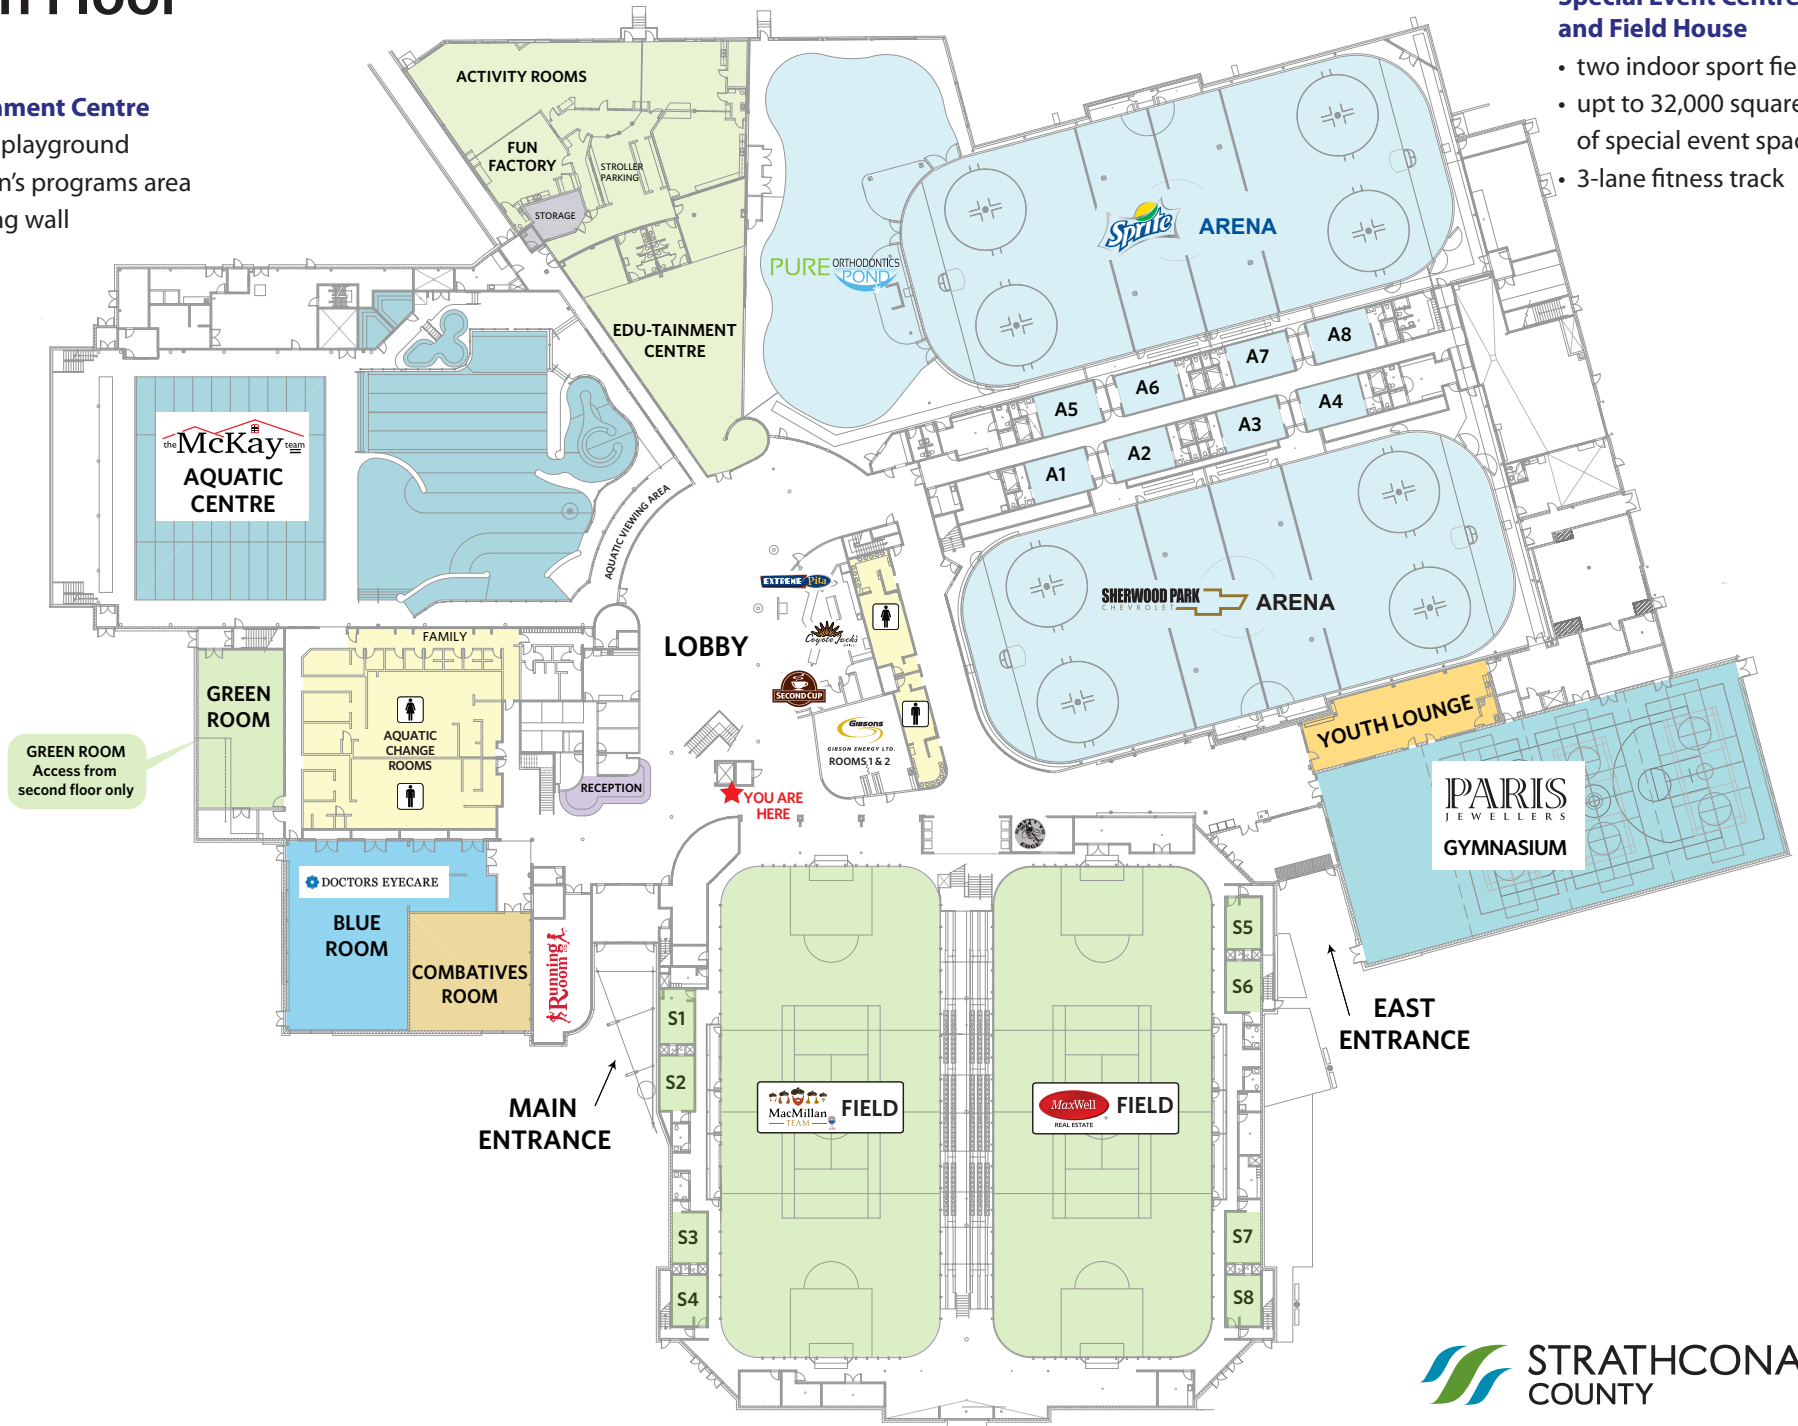 Special Event Centre
and Field House
• two indoor sport fie
• upt to 32,000 square
of special event spac
• 3-lane fitness track
nment Centre
playground
n's programs area
ng wall
ACTIVITY ROOMS
FUN
FACTORY
STROLLER
PARKING
STORAGE
EDU-TAINMENT
CENTRE
PURE ORTHODONTICS
POND
Sprite ARENA
A8
A7
A6
A5
A4
A3
A2
A1
the McKay team
AQUATIC
CENTRE
AQUATIC VIEWING AREA
EXTREME Pita
Coyote Jack's
SECOND CUP
LOBBY
GIBSONS
GIBSON ENERGY LTD.
ROOMS 1 & 2
SHERWOOD PARK
CHEVROLET
ARENA
FAMILY
GREEN
ROOM
GREEN ROOM
Access from
second floor only
AQUATIC
CHANGE
ROOMS
RECEPTION
YOU ARE
HERE
EDGE
YOUTH LOUNGE
PARIS
JEWELLERS
GYMNASIUM
DOCTORS EYECARE
BLUE
ROOM
COMBATIVES
ROOM
Running
Room
S1
S2
S3
S4
S5
S6
S7
S8
MAIN
ENTRANCE
EAST
ENTRANCE
MacMillan
TEAM
FIELD
MaxWell
REAL ESTATE
FIELD
STRATHCONA
COUNTY